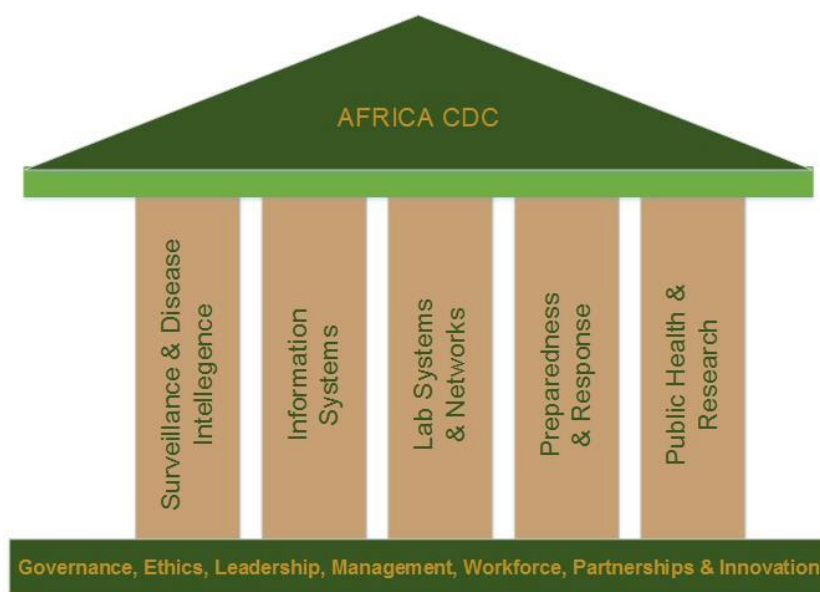 AFRICA CDC
Surveillance & Disease
Intellegence
Information
Systems
Lab Systems
& Networks
Preparedness
& Response
Public Health &
Research
Governance, Ethics, Leadership, Management, Workforce, Partnerships & Innovation